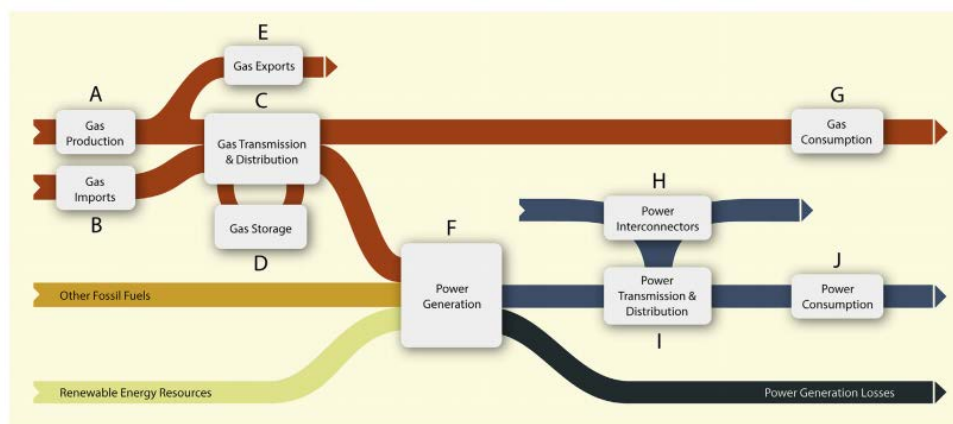 E
Gas Exports
A
C
G
Gas
Production
Gas Transmission
& Distribution
Gas
Consumption
Gas
Imports
B
H
Power
Interconnectors
Gas Storage
D
F
J
Other Fossil Fuels
Power
Generation
Power
Transmission &
Distribution
I
Power
Consumption
Renewable Energy Resources
Power Generation Losses